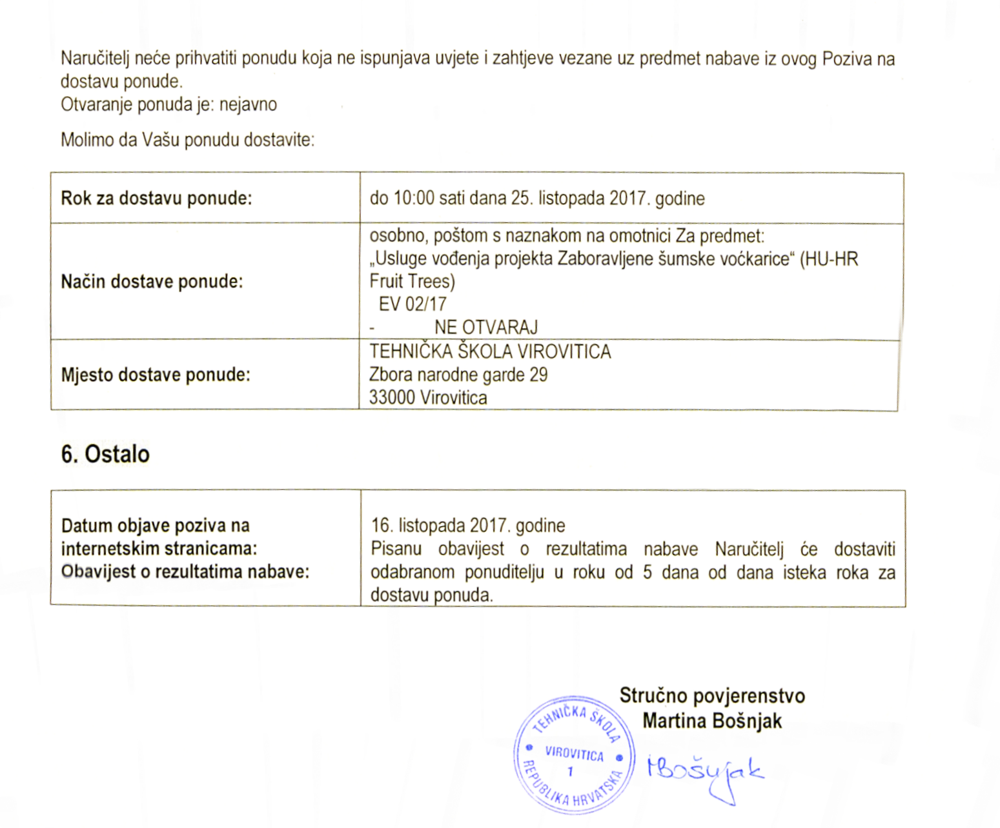 Naručitelj neće prihvatiti ponudu koja ne ispunjava uvjete i zahtjeve vezane uz predmet nabave iz ovog Poziva na
dostavu ponude.
Otvaranje ponuda je: nejavno
Molimo da Vašu ponudu dostavite:
Rok za dostavu ponude:
do 10:00 sati dana 25. listopada 2017. godine
Način dostave ponude:
osobno, poštom s naznakom na omotnici Za predmet:
„Usluge vođenja projekta Zaboravljene šumske voćkarice“ (HU-HR
Fruit Trees)
EV 02/17
- NE OTVARAJ
Mjesto dostave ponude:
TEHNIČKA ŠKOLA VIROVITICA
Zbora narodne garde 29
33000 Virovitica
6. Ostalo
Datum objave poziva na
internetskim stranicama:
Obavijest o rezultatima nabave:
16. listopada 2017. godine
Pisanu obavijest o rezultatima nabave Naručitelj će dostaviti
odabranom ponuditelju u roku od 5 dana od dana isteka roka za
dostavu ponuda.
Stručno povjerenstvo
Martina Bošnjak
TEHNIČKA ŠKOLA
VIROVITICA
1
REPUBLIKA HRVATSKA
MBošnjak